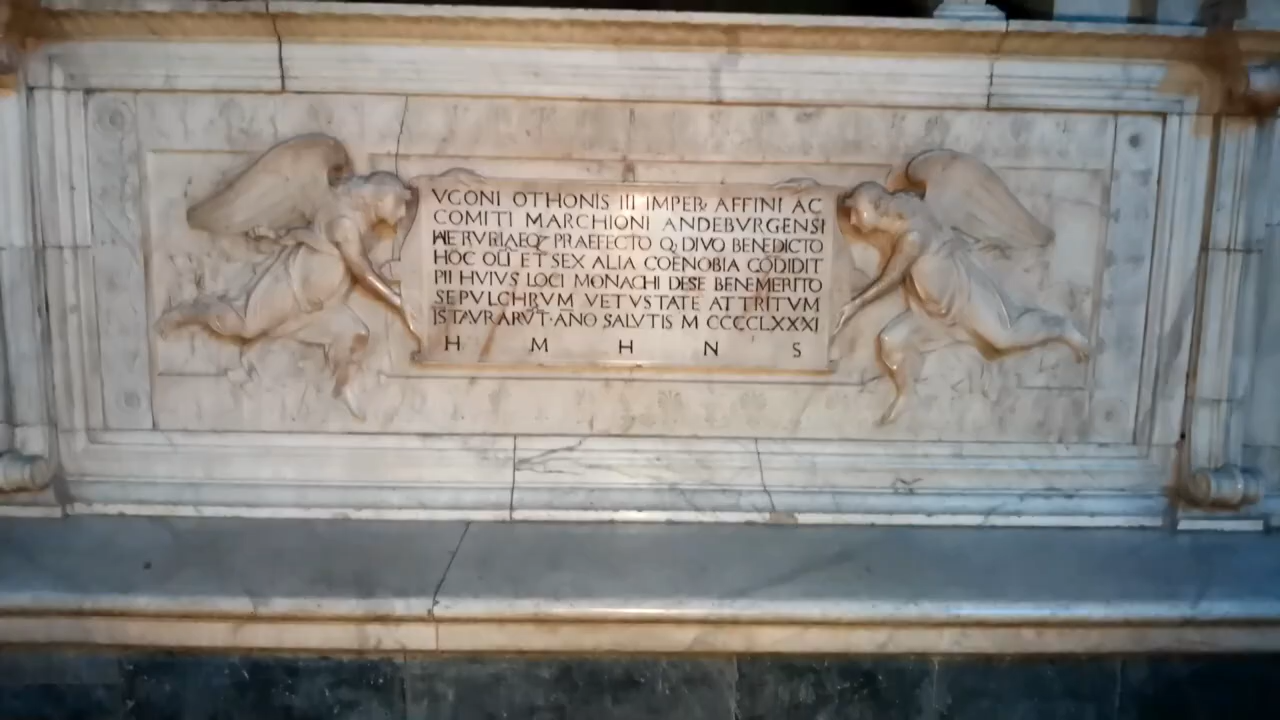 VGONI OTHONIS III IMPER AFFINI AC
COMITI MARCHIONI ANDEBVRGENSI
HETRVRIAEQZ PRAEFECTO Q; DIVO BENEDICTO
HOC OLI ET SEX ALIA COENOBIA CODIDIT
PII HVIVS LOCI MONACHI DESE BENEMERITO
SEPVLCHRVM VETVSTATE ATTRITVM
ISTAVRARVT · ANO SALVTIS M CCCCLXXXI
H M H N S